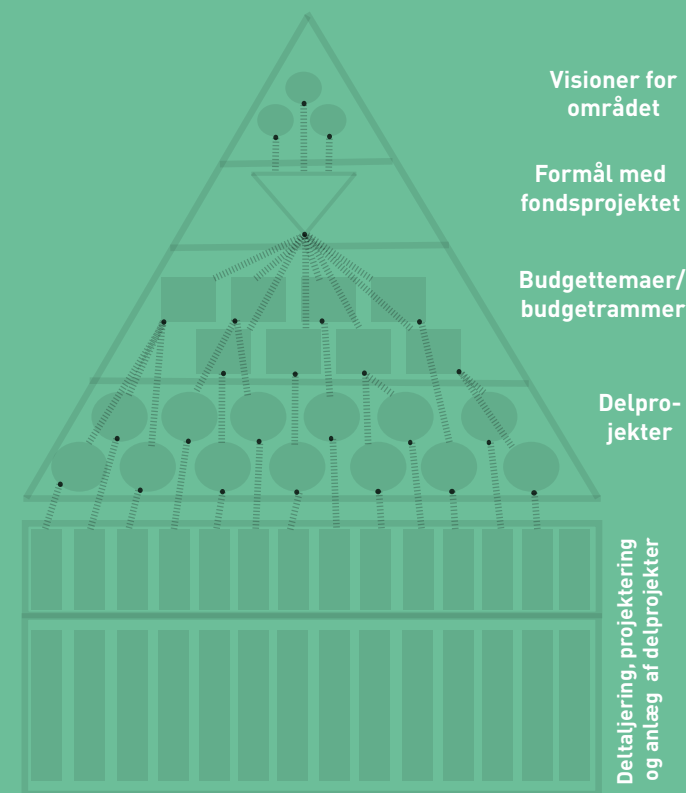 Visioner for
området
Formål med
fondsprojektet
Budgettemaer/
budgetrammer
Delpro-
jekter
Deltaljering, projektering
og anlæg af delprojekter